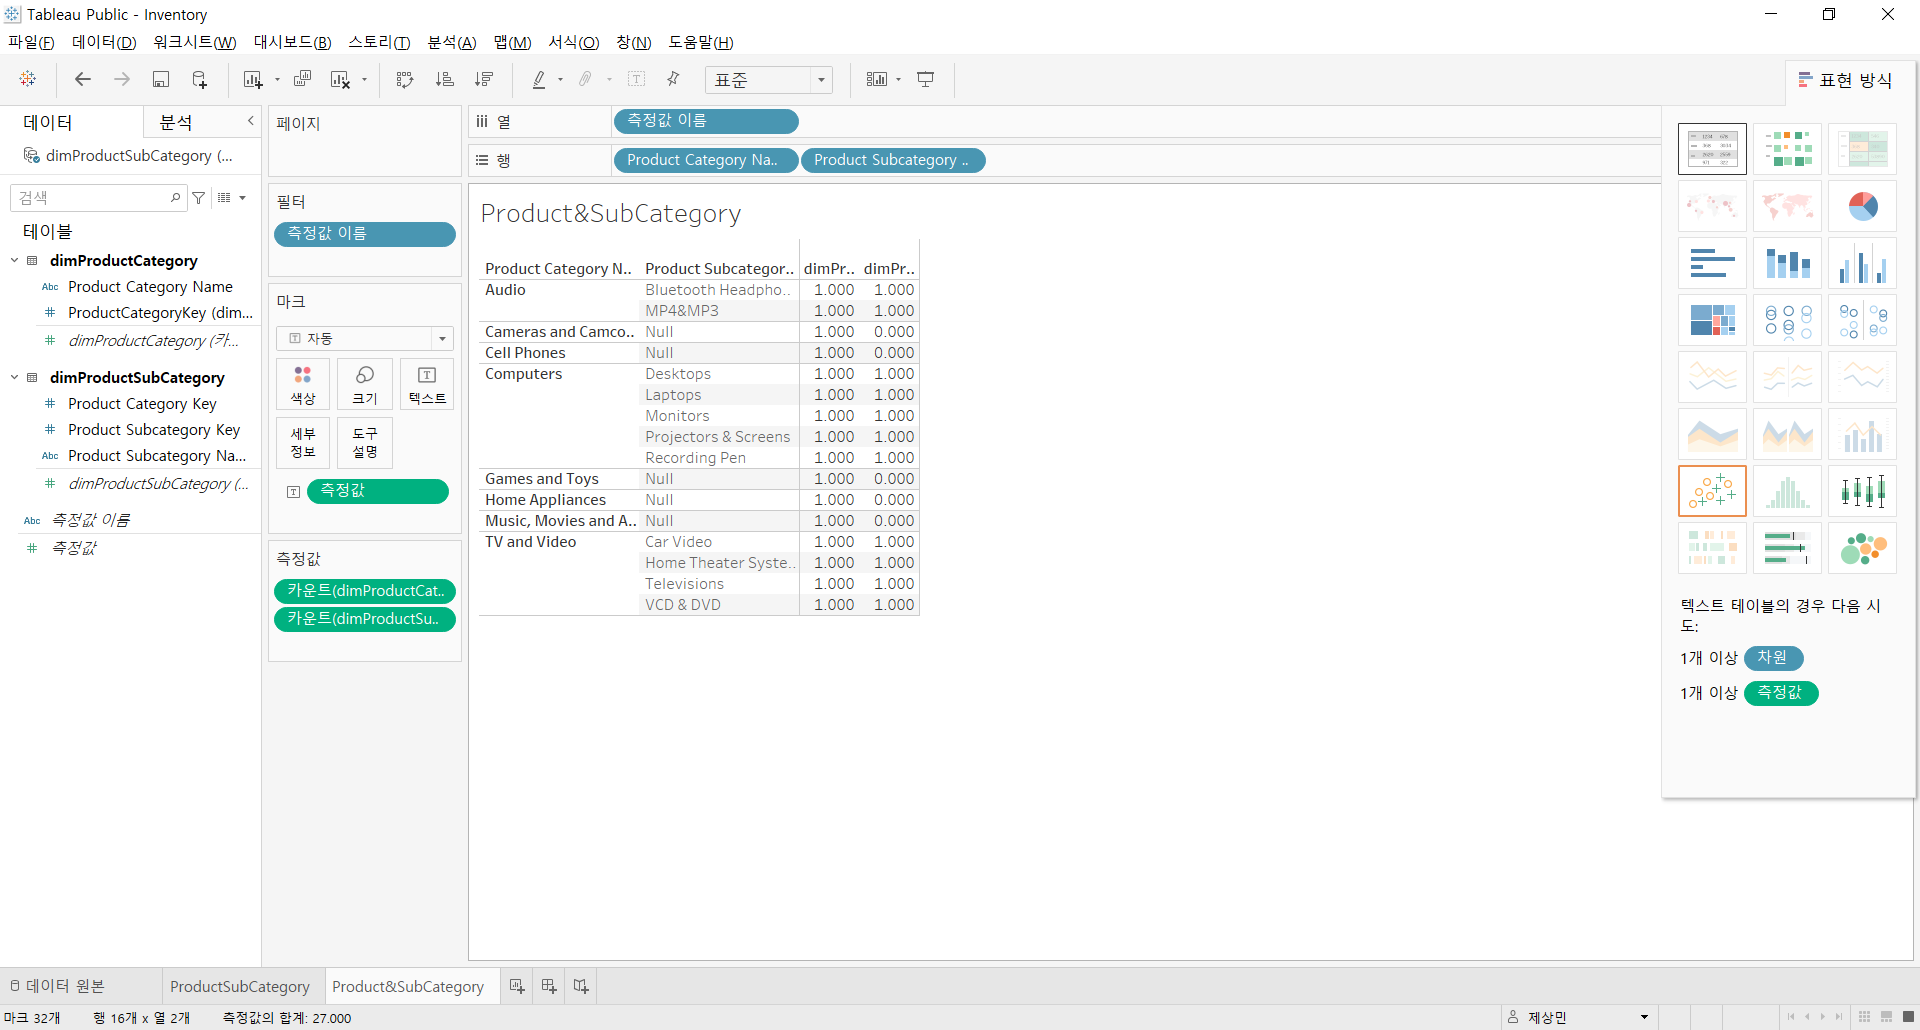 Tableau Public - Inventory
파일(F) 데이터(D) 워크시트(W) 대시보드(B) 스토리(T) 분석(A) 맵(M) 서식(O) 창(N) 도움말(H)
표준
표현 방식
데이터 분석
dimProductSubCategory (...
검색
테이블
dimProductCategory
Abc Product Category Name
# ProductCategoryKey (dim...
# dimProductCategory (카...
dimProductSubCategory
# Product Category Key
# Product Subcategory Key
Abc Product Subcategory Na...
# dimProductSubCategory (...
Abc 측정값 이름
# 측정값
페이지
필터
측정값 이름
마크
T 자동
색상 크기 텍스트
세부 정보
도구 설명
측정값
측정값
카운트(dimProductCat..
카운트(dimProductSu..
열 측정값 이름
행 Product Category Na.. Product Subcategory ..
Product&SubCategory
Product Category N.. Product Subcategor.. dimPr.. dimPr..
Audio Bluetooth Headpho.. 1.000 1.000
MP4&MP3 1.000 1.000
Cameras and Camco.. Null 1.000 0.000
Cell Phones Null 1.000 0.000
Computers Desktops 1.000 1.000
Laptops 1.000 1.000
Monitors 1.000 1.000
Projectors & Screens 1.000 1.000
Recording Pen 1.000 1.000
Games and Toys Null 1.000 0.000
Home Appliances Null 1.000 0.000
Music, Movies and A.. Null 1.000 0.000
TV and Video Car Video 1.000 1.000
Home Theater Syste.. 1.000 1.000
Televisions 1.000 1.000
VCD & DVD 1.000 1.000
텍스트 테이블의 경우 다음 시
도:
1개 이상 차원
1개 이상 측정값
데이터 원본 ProductSubCategory Product&SubCategory
마크 32개 행 16개 x 열 2개 측정값의 합계: 27.000
제상민